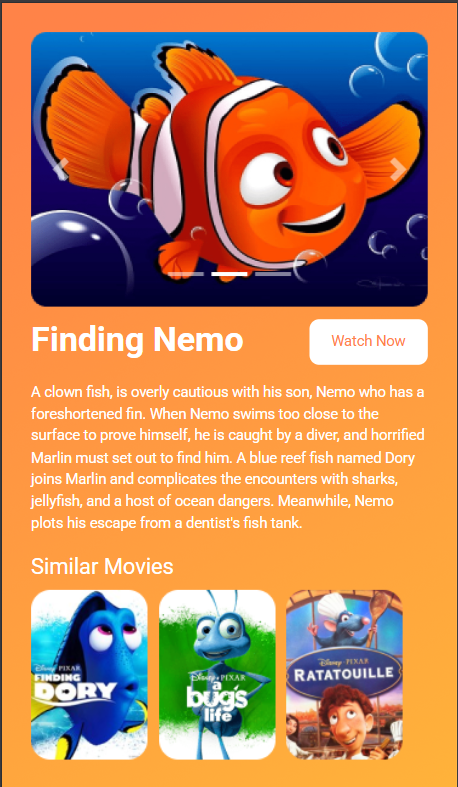 Finding Nemo
Watch Now
A clown fish, is overly cautious with his son, Nemo who has a
foreshortened fin. When Nemo swims too close to the
surface to prove himself, he is caught by a diver, and horrified
Marlin must set out to find him. A blue reef fish named Dory
joins Marlin and complicates the encounters with sharks,
jellyfish, and a host of ocean dangers. Meanwhile, Nemo
plots his escape from a dentist's fish tank.
Similar Movies
Disney · PIXAR
FINDING
DORY
Disney · PIXAR
a
bug's
life
Disney · PIXAR
RATATOUILLE